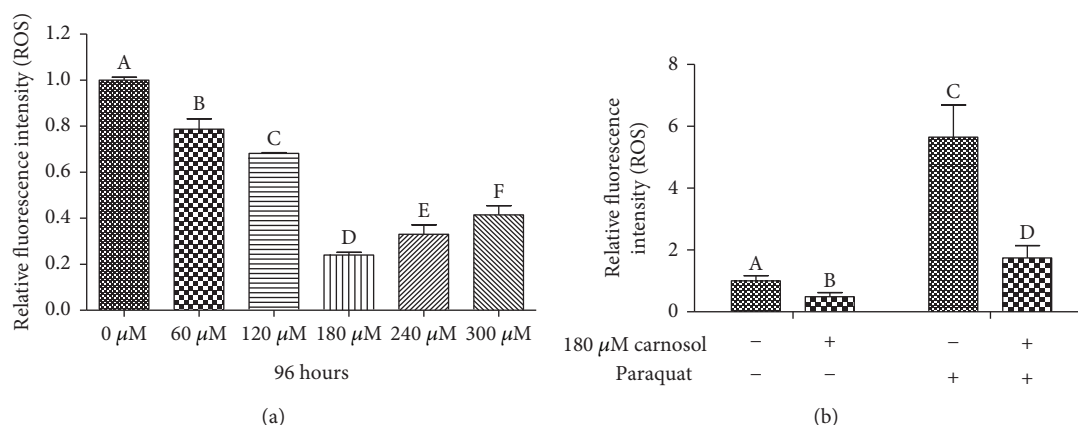 Relative fluorescence intensity (ROS)
1.2
1.0
0.8
0.6
0.4
0.2
0.0
A
B
C
D
E
F
0 μM 60 μM 120 μM 180 μM 240 μM 300 μM
96 hours
(a)
Relative fluorescence
intensity (ROS)
8
6
4
2
0
A
B
C
D
180 μM carnosol − + − +
Paraquat − − + +
(b)